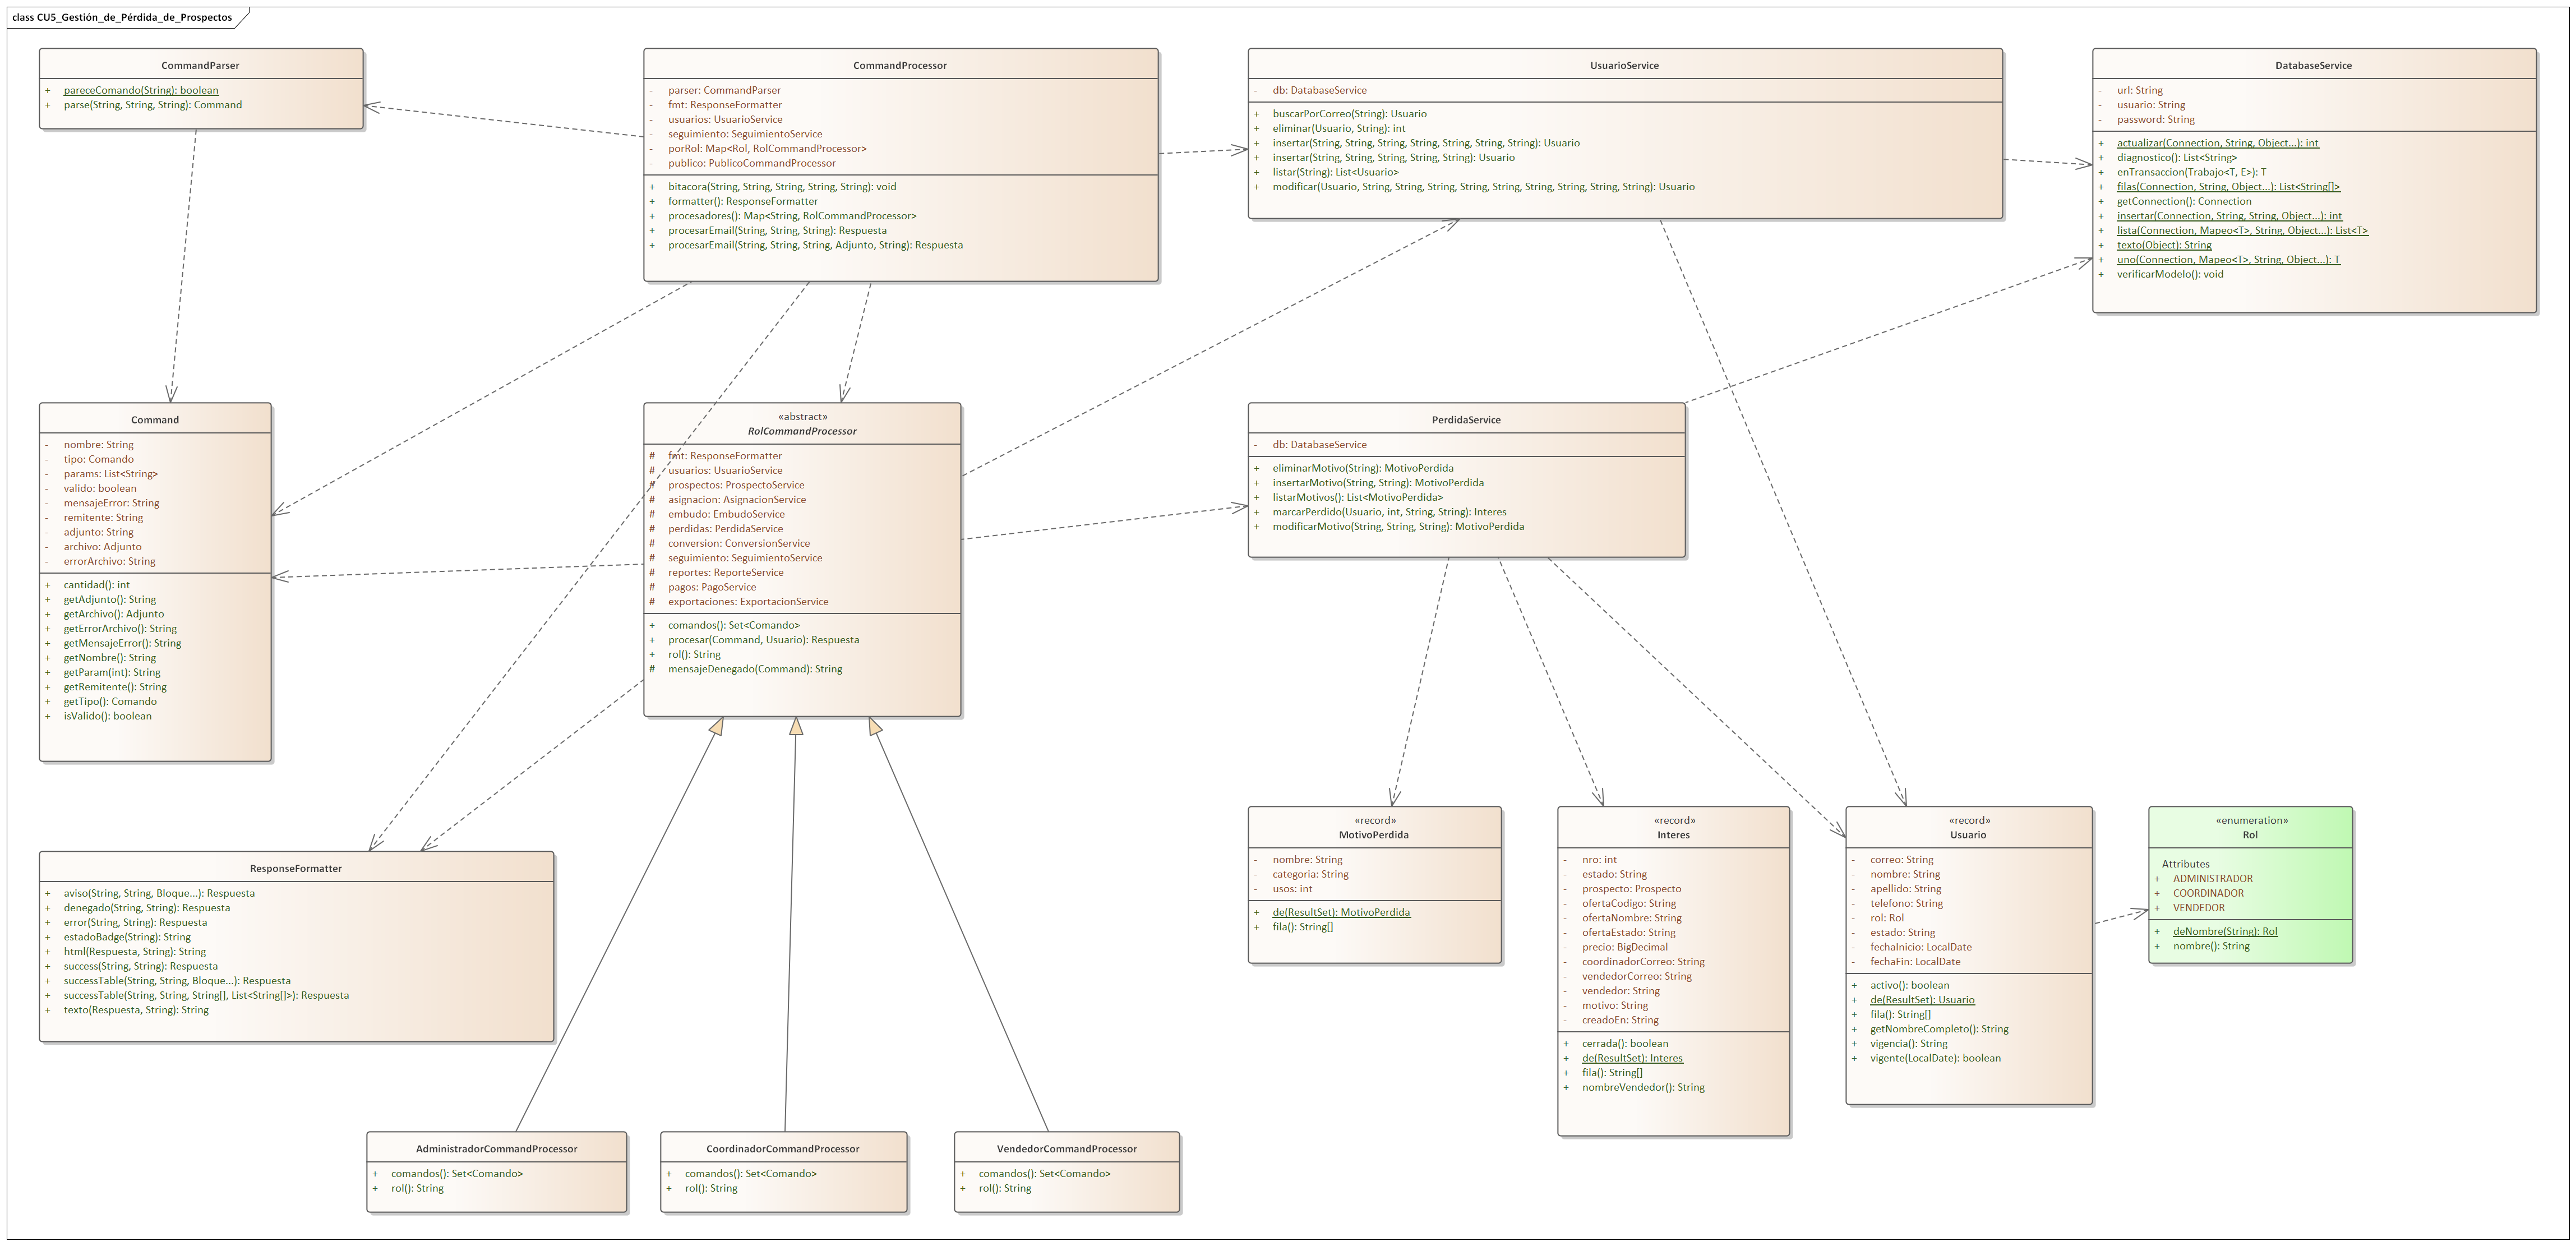 class CU5_Gestión_de_Pérdida_de_Prospectos
CommandParser
+ pareceComando(String): boolean
+ parse(String, String, String): Command
CommandProcessor
- parser: CommandParser
- fmt: ResponseFormatter
- usuarios: UsuarioService
- seguimiento: SeguimientoService
- porRol: Map<Rol, RolCommandProcessor>
- publico: PublicoCommandProcessor
+ bitacora(String, String, String, String, String): void
+ formatter(): ResponseFormatter
+ procesadores(): Map<String, RolCommandProcessor>
+ procesarEmail(String, String, String): Respuesta
+ procesarEmail(String, String, String, Adjunto, String): Respuesta
UsuarioService
- db: DatabaseService
+ buscarPorCorreo(String): Usuario
+ eliminar(Usuario, String): int
+ insertar(String, String, String, String, String, String, String): Usuario
+ insertar(String, String, String, String, String): Usuario
+ listar(String): List<Usuario>
+ modificar(Usuario, String, String, String, String, String, String, String, String, String): Usuario
DatabaseService
- url: String
- usuario: String
- password: String
+ actualizar(Connection, String, Object...): int
+ diagnostico(): List<String>
+ enTransaccion(Trabajo<T, E>): T
+ filas(Connection, String, Object...): List<String[]>
+ getConnection(): Connection
+ insertar(Connection, String, String, Object...): int
+ lista(Connection, Mapeo<T>, String, Object...): List<T>
+ texto(Object): String
+ uno(Connection, Mapeo<T>, String, Object...): T
+ verificarModelo(): void
Command
- nombre: String
- tipo: Comando
- params: List<String>
- valido: boolean
- mensajeError: String
- remitente: String
- adjunto: String
- archivo: Adjunto
- errorArchivo: String
+ cantidad(): int
+ getAdjunto(): String
+ getArchivo(): Adjunto
+ getErrorArchivo(): String
+ getMensajeError(): String
+ getNombre(): String
+ getParam(int): String
+ getRemitente(): String
+ getTipo(): Comando
+ isValido(): boolean
«abstract»
RolCommandProcessor
# fmt: ResponseFormatter
# usuarios: UsuarioService
# prospectos: ProspectoService
# asignacion: AsignacionService
# embudo: EmbudoService
# perdidas: PerdidaService
# conversion: ConversionService
# seguimiento: SeguimientoService
# reportes: ReporteService
# pagos: PagoService
# exportaciones: ExportacionService
+ comandos(): Set<Comando>
+ procesar(Command, Usuario): Respuesta
+ rol(): String
# mensajeDenegado(Command): String
PerdidaService
- db: DatabaseService
+ eliminarMotivo(String): MotivoPerdida
+ insertarMotivo(String, String): MotivoPerdida
+ listarMotivos(): List<MotivoPerdida>
+ marcarPerdido(Usuario, int, String, String): Interes
+ modificarMotivo(String, String, String): MotivoPerdida
ResponseFormatter
+ aviso(String, String, Bloque...): Respuesta
+ denegado(String, String): Respuesta
+ error(String, String): Respuesta
+ estadoBadge(String): String
+ html(Respuesta, String): String
+ success(String, String): Respuesta
+ successTable(String, String, Bloque...): Respuesta
+ successTable(String, String, String[], List<String[]>): Respuesta
+ texto(Respuesta, String): String
«record»
MotivoPerdida
- nombre: String
- categoria: String
- usos: int
+ de(ResultSet): MotivoPerdida
+ fila(): String[]
«record»
Interes
- nro: int
- estado: String
- prospecto: Prospecto
- ofertaCodigo: String
- ofertaNombre: String
- ofertaEstado: String
- precio: BigDecimal
- coordinadorCorreo: String
- vendedorCorreo: String
- vendedor: String
- motivo: String
- creadoEn: String
+ cerrada(): boolean
+ de(ResultSet): Interes
+ fila(): String[]
+ nombreVendedor(): String
«record»
Usuario
- correo: String
- nombre: String
- apellido: String
- telefono: String
- rol: Rol
- estado: String
- fechaInicio: LocalDate
- fechaFin: LocalDate
+ activo(): boolean
+ de(ResultSet): Usuario
+ fila(): String[]
+ getNombreCompleto(): String
+ vigencia(): String
+ vigente(LocalDate): boolean
«enumeration»
Rol
Attributes
+ ADMINISTRADOR
+ COORDINADOR
+ VENDEDOR
+ deNombre(String): Rol
+ nombre(): String
AdministradorCommandProcessor
+ comandos(): Set<Comando>
+ rol(): String
CoordinadorCommandProcessor
+ comandos(): Set<Comando>
+ rol(): String
VendedorCommandProcessor
+ comandos(): Set<Comando>
+ rol(): String